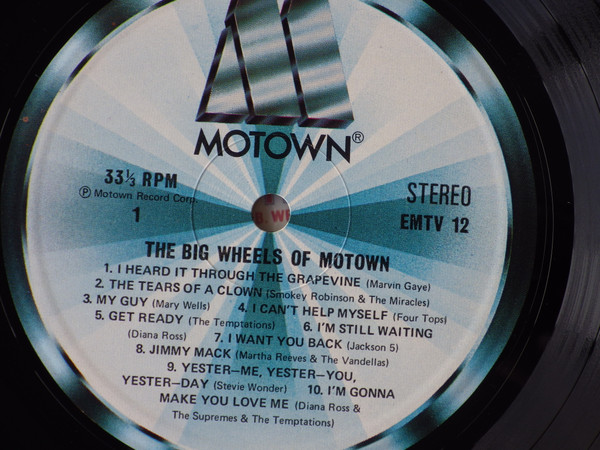 MOTOWN®
33⅓ RPM
Ⓟ Motown Record Corp.
1
STEREO
EMTV 12
THE BIG WHEELS OF MOTOWN
1. I HEARD IT THROUGH THE GRAPEVINE (Marvin Gaye)
2. THE TEARS OF A CLOWN (Smokey Robinson & The Miracles)
3. MY GUY (Mary Wells) 4. I CAN'T HELP MYSELF (Four Tops)
5. GET READY (The Temptations) 6. I'M STILL WAITING
(Diana Ross) 7. I WANT YOU BACK (Jackson 5)
8. JIMMY MACK (Martha Reeves & The Vandellas)
9. YESTER—ME, YESTER—YOU,
YESTER—DAY (Stevie Wonder) 10. I'M GONNA
MAKE YOU LOVE ME (Diana Ross &
The Supremes & The Temptations)